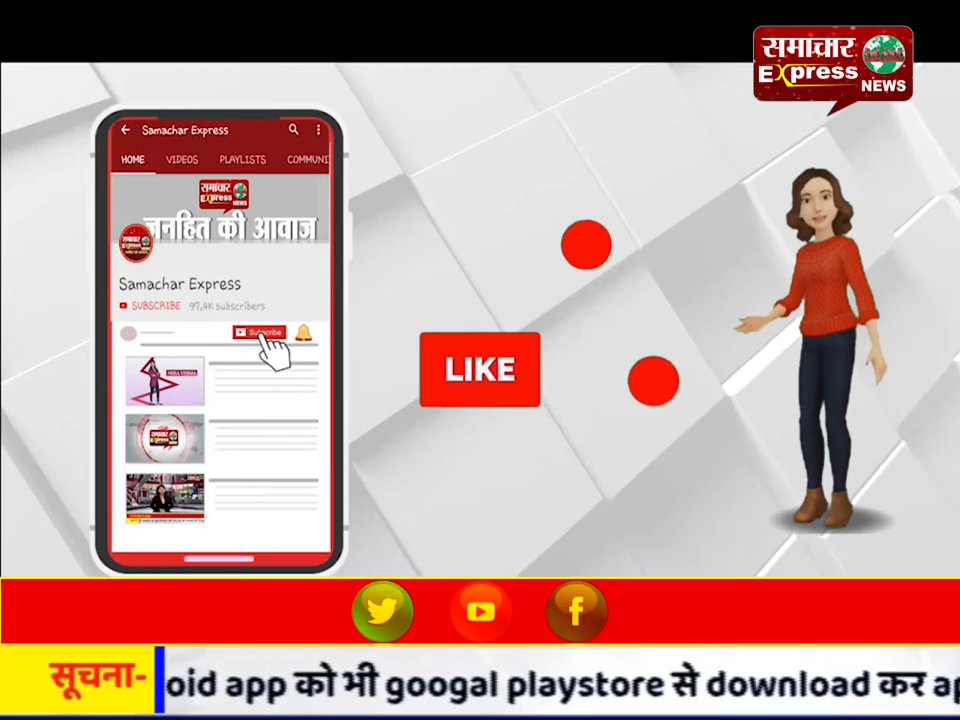 समाचार
Express
NEWS
Samachar Express
HOME VIDEOS PLAYLISTS COMMUNI
समाचार
Express
NEWS
जनहित की आवाज
Samachar Express
SUBSCRIBE 97.4K subscribers
Subscribe
LIKE
सूचना- oid app को भी googal playstore से download कर ap